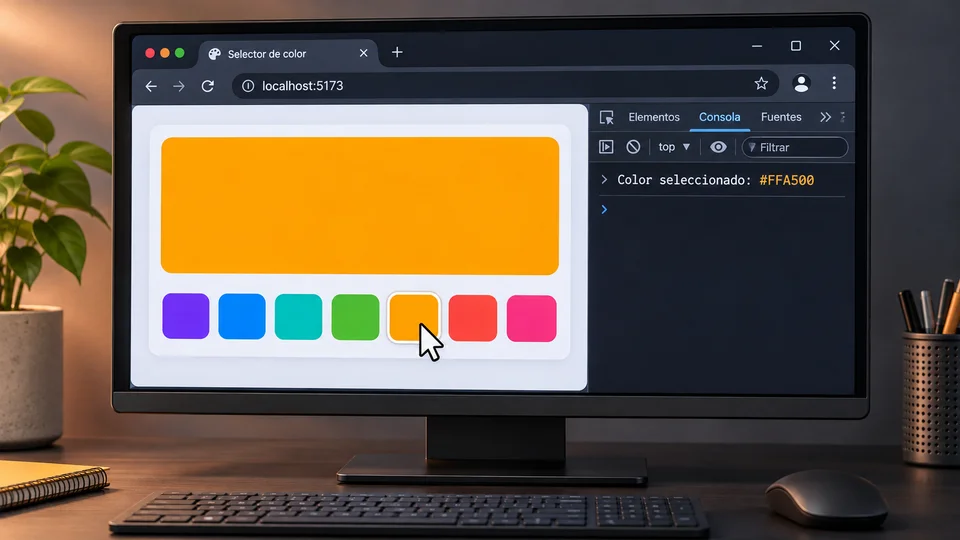 Selector de color
localhost:5173
Elementos Consola Fuentes
top Filtrar
Color seleccionado: #FFA500